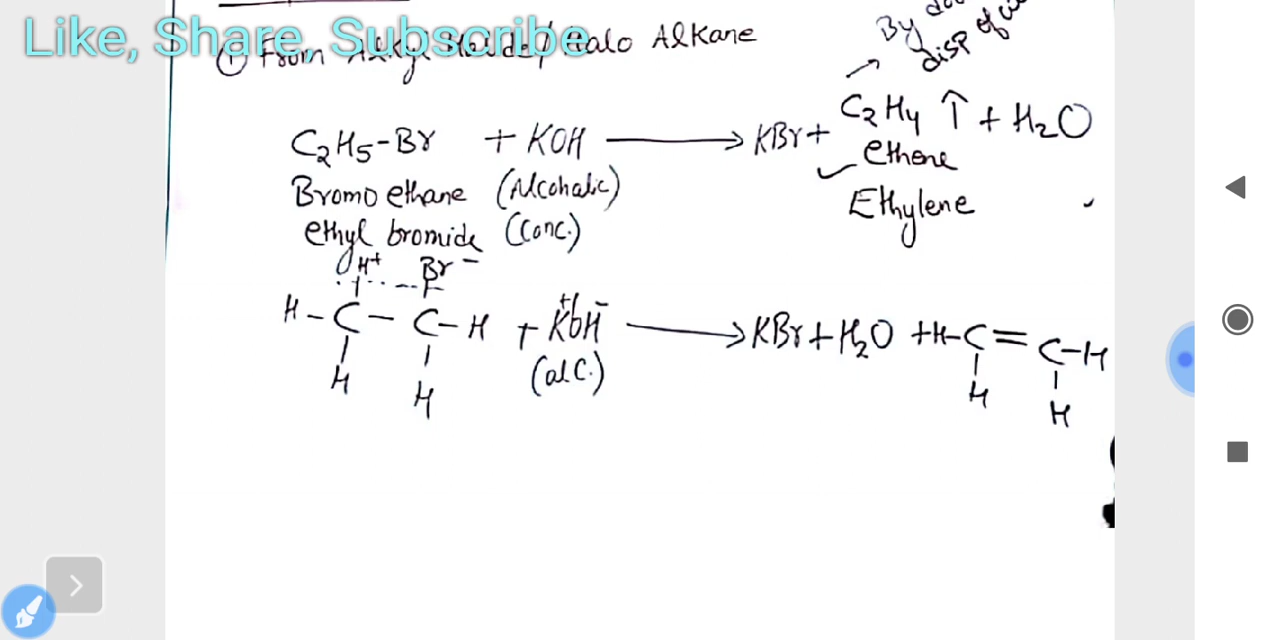 Like, Share, Subscribe
① From Alkyl Halide/Halo Alkane
By
disp of
C₂H₅-Br + KOH ⟶ KBr + C₂H₄ ↑ + H₂O
Bromo ethane (Alcohalic) ethene
ethyl bromide (Conc.) Ethylene
H⁺ Br⁻
H - C - C - H + K⁺OH⁻ ⟶ KBr + H₂O + H - C = C - H
H H (alc.) H H